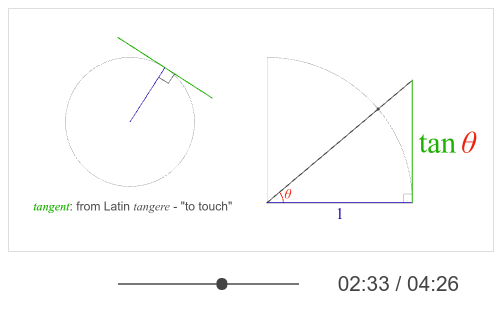 tan θ
θ
tangent: from Latin tangere - "to touch"
1
02:33 / 04:26